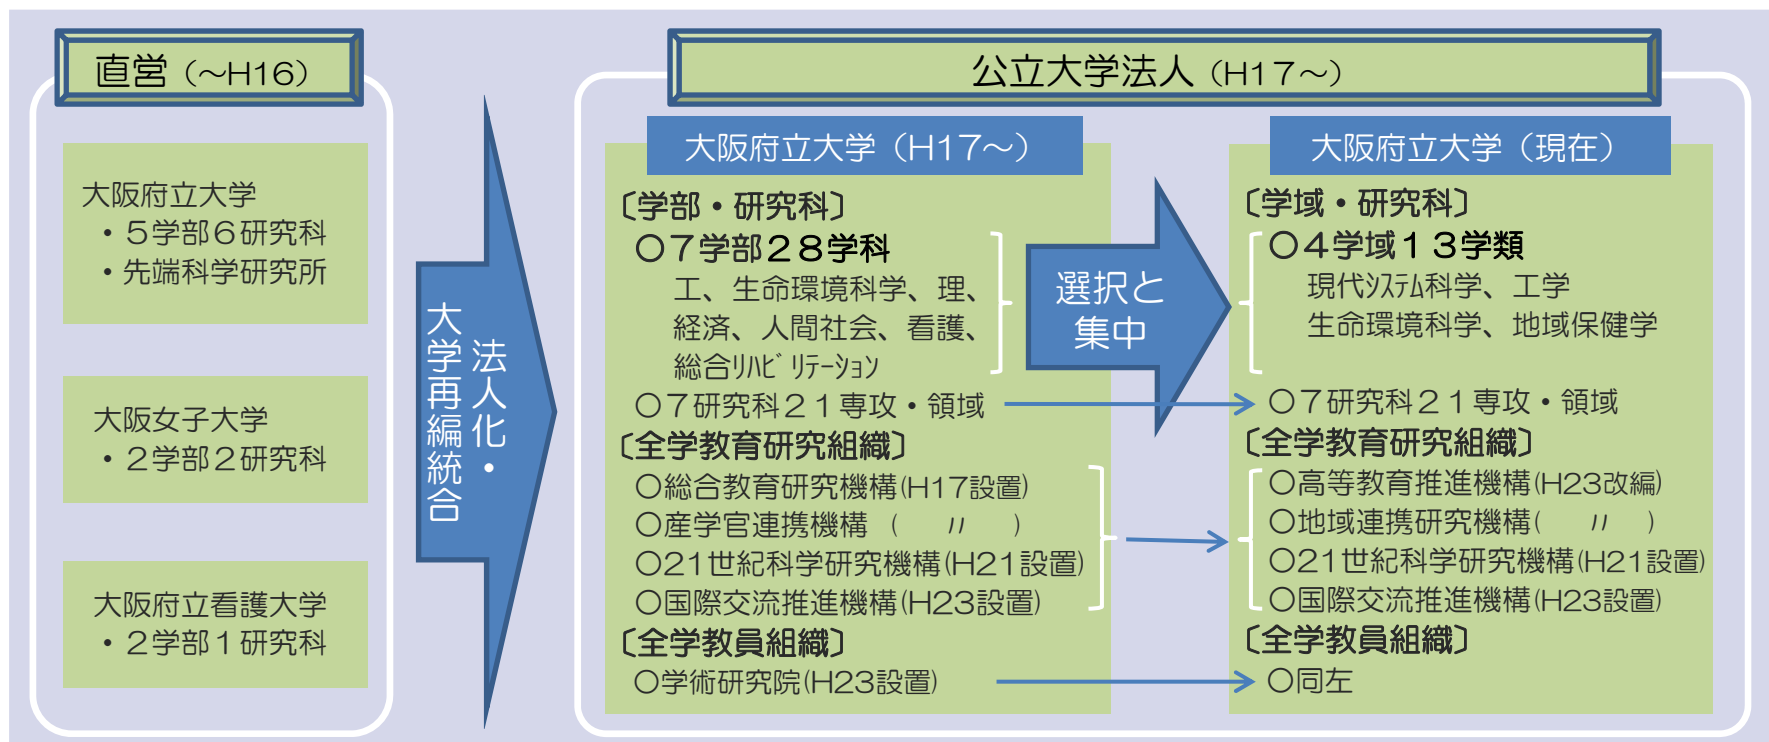 直営（～H16）
大阪府立大学
・５学部６研究科
・先端科学研究所
大阪女子大学
・２学部２研究科
大阪府立看護大学
・２学部１研究科
法人化・
大学再編統合
公立大学法人（H17～）
大阪府立大学（H17～）
〔学部・研究科〕
○７学部２８学科
工、生命環境科学、理、
経済、人間社会、看護、
総合ﾘﾊﾋﾞﾘﾃｰｼｮﾝ
○７研究科２１専攻・領域
〔全学教育研究組織〕
○総合教育研究機構(H17設置)
○産学官連携機構（　〃　）
○21世紀科学研究機構(H21設置)
○国際交流推進機構(H23設置)
〔全学教員組織〕
○学術研究院(H23設置)
選択と
集中
大阪府立大学（現在）
〔学域・研究科〕
○４学域１３学類
現代ｼｽﾃﾑ科学、工学
生命環境科学、地域保健学
○７研究科２１専攻・領域
〔全学教育研究組織〕
○高等教育推進機構(H23改編)
○地域連携研究機構(　〃　)
○21世紀科学研究機構(H21設置)
○国際交流推進機構(H23設置)
〔全学教員組織〕
○同左